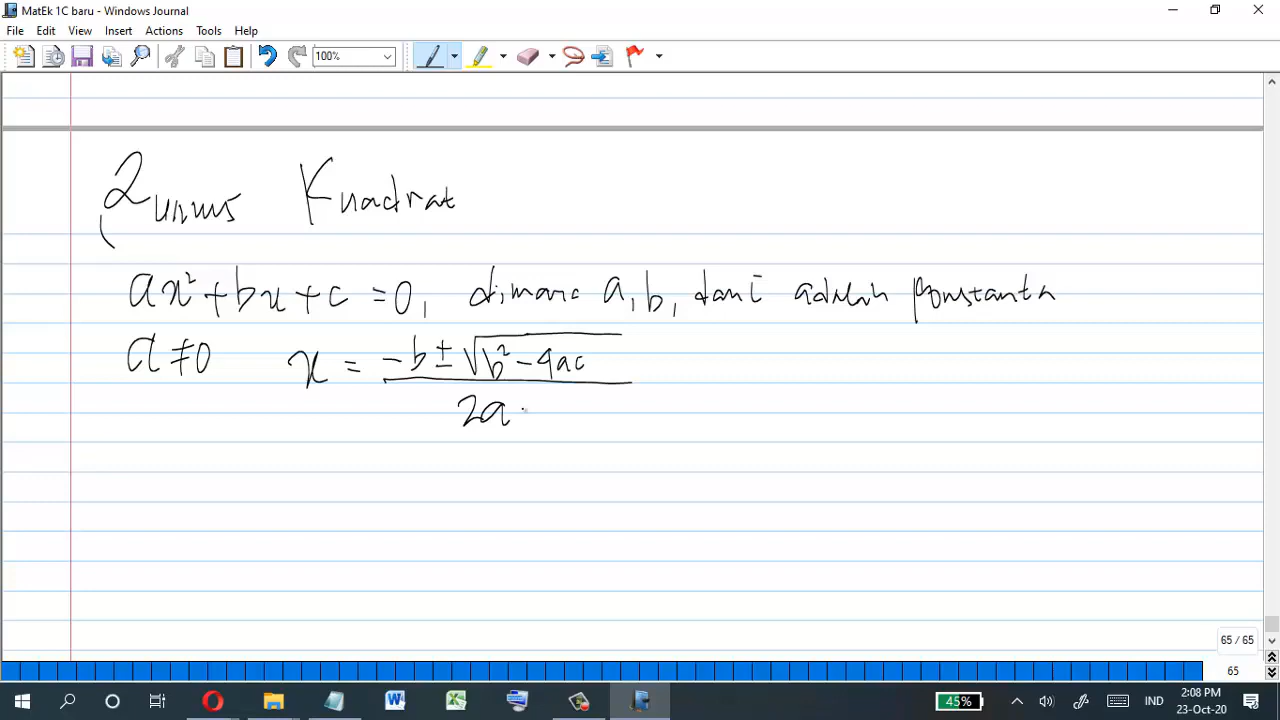 MatEk 1C baru - Windows Journal
File Edit View Insert Actions Tools Help
100%
Rumus Kuadrat
ax² + bx + c = 0, dimana a, b, dan c adalah konstanta
a ≠ 0 x = (-b ± √(b² - 4ac)) / 2a
65 / 65
65
45% IND 2:08 PM
23-Oct-20